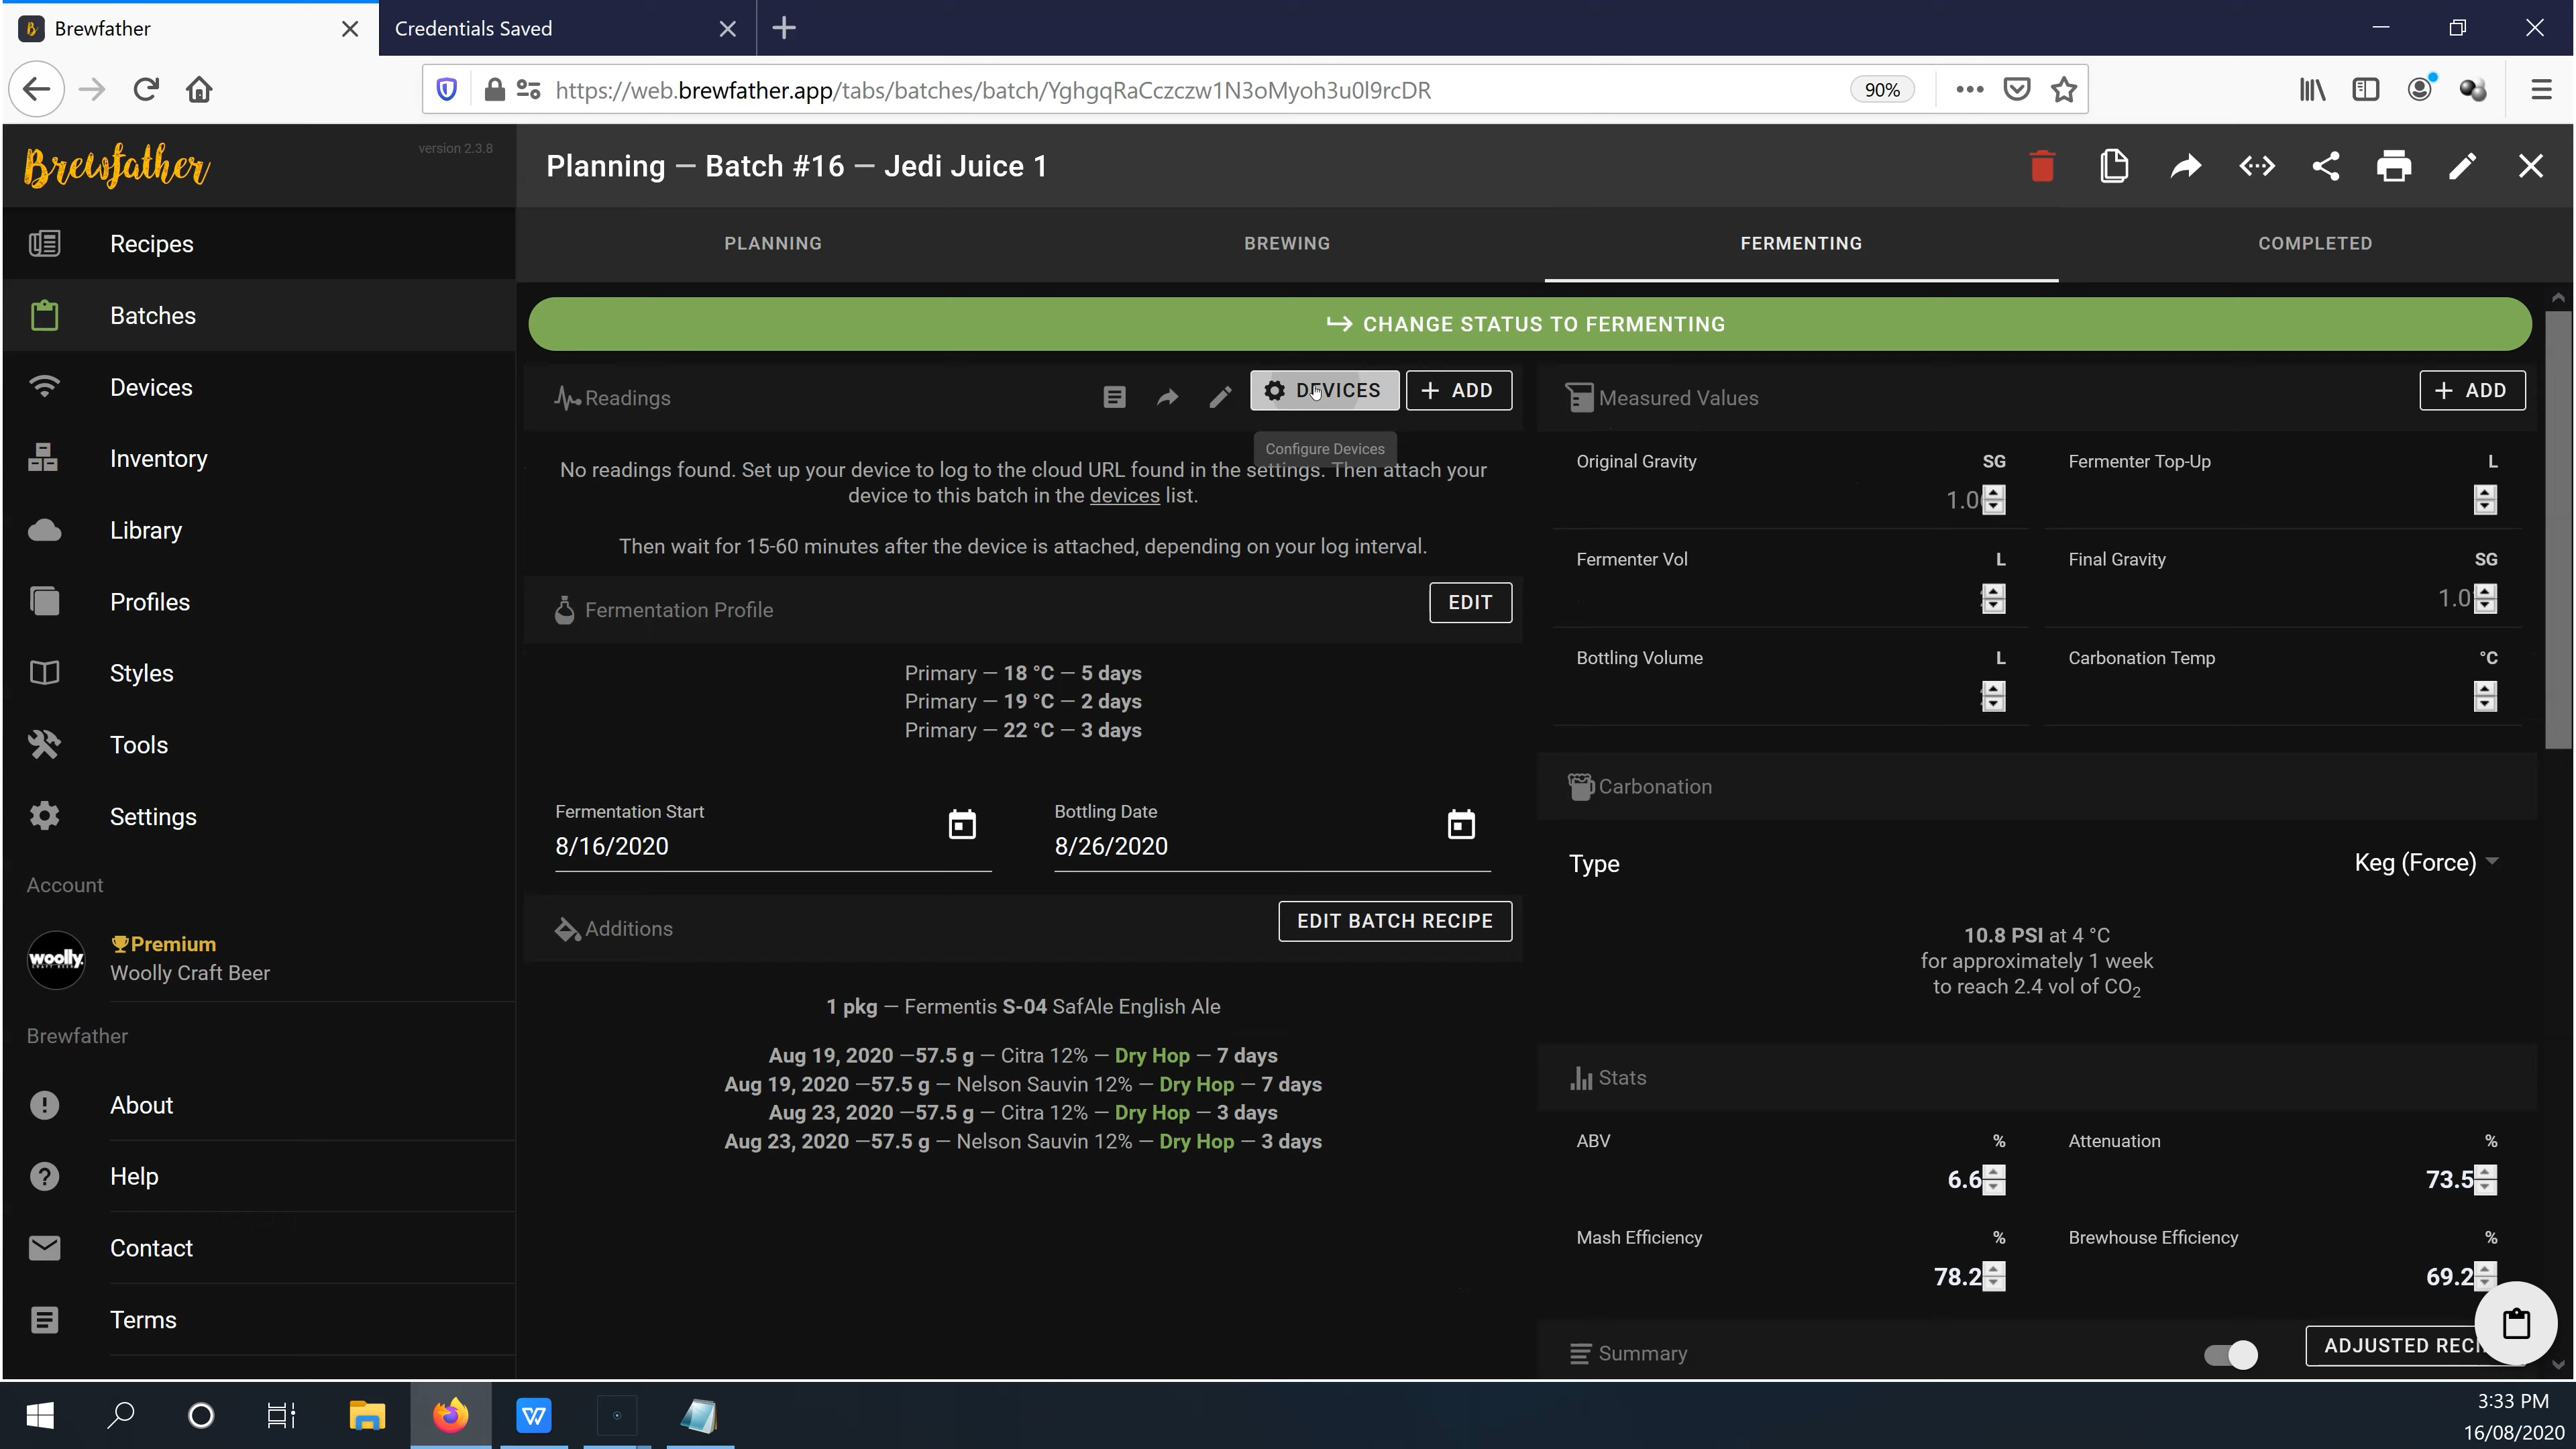 Brewfather
Credentials Saved
https://web.brewfather.app/tabs/batches/batch/YghgqRaCczczw1N3oMyoh3u0l9rcDR
90%
Brewfather
version 2.3.8
Planning — Batch #16 — Jedi Juice 1
Recipes
Batches
Devices
Inventory
Library
Profiles
Styles
Tools
Settings
Account
woolly.
Premium
Woolly Craft Beer
Brewfather
About
Help
Contact
Terms
PLANNING
BREWING
FERMENTING
COMPLETED
CHANGE STATUS TO FERMENTING
Readings
DEVICES
ADD
Configure Devices
No readings found. Set up your device to log to the cloud URL found in the settings. Then attach your
device to this batch in the devices list.
Then wait for 15-60 minutes after the device is attached, depending on your log interval.
Fermentation Profile
EDIT
Primary — 18 °C — 5 days
Primary — 19 °C — 2 days
Primary — 22 °C — 3 days
Fermentation Start
8/16/2020
Bottling Date
8/26/2020
Additions
EDIT BATCH RECIPE
1 pkg — Fermentis S-04 SafAle English Ale
Aug 19, 2020 —57.5 g — Citra 12% — Dry Hop — 7 days
Aug 19, 2020 —57.5 g — Nelson Sauvin 12% — Dry Hop — 7 days
Aug 23, 2020 —57.5 g — Citra 12% — Dry Hop — 3 days
Aug 23, 2020 —57.5 g — Nelson Sauvin 12% — Dry Hop — 3 days
Measured Values
ADD
Original Gravity SG
Fermenter Top-Up L
Fermenter Vol L
Final Gravity SG
Bottling Volume L
Carbonation Temp °C
Carbonation
Type
Keg (Force)
10.8 PSI at 4 °C
for approximately 1 week
to reach 2.4 vol of CO₂
Stats
ABV %
6.6
Attenuation %
73.5
Mash Efficiency %
78.2
Brewhouse Efficiency %
69.2
Summary
ADJUSTED
3:33 PM
16/08/2020